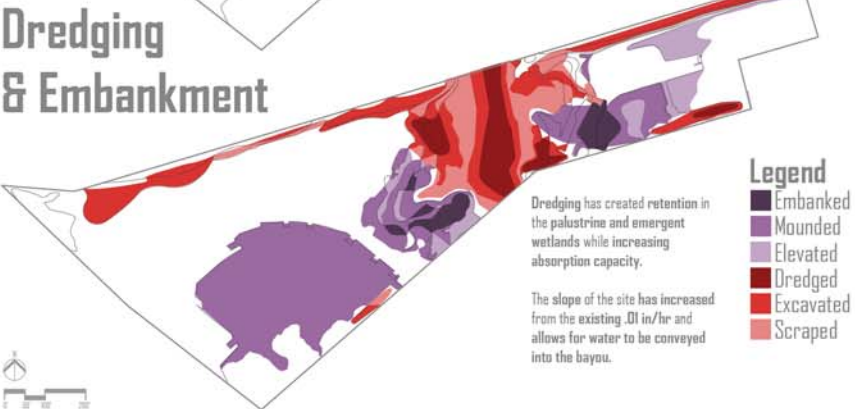 Dredging
& Embankment
Dredging has created retention in
the palustrine and emergent
wetlands while increasing
absorption capacity.
The slope of the site has increased
from the existing .01 in/hr and
allows for water to be conveyed
into the bayou.
Legend
Embanked
Mounded
Elevated
Dredged
Excavated
Scraped